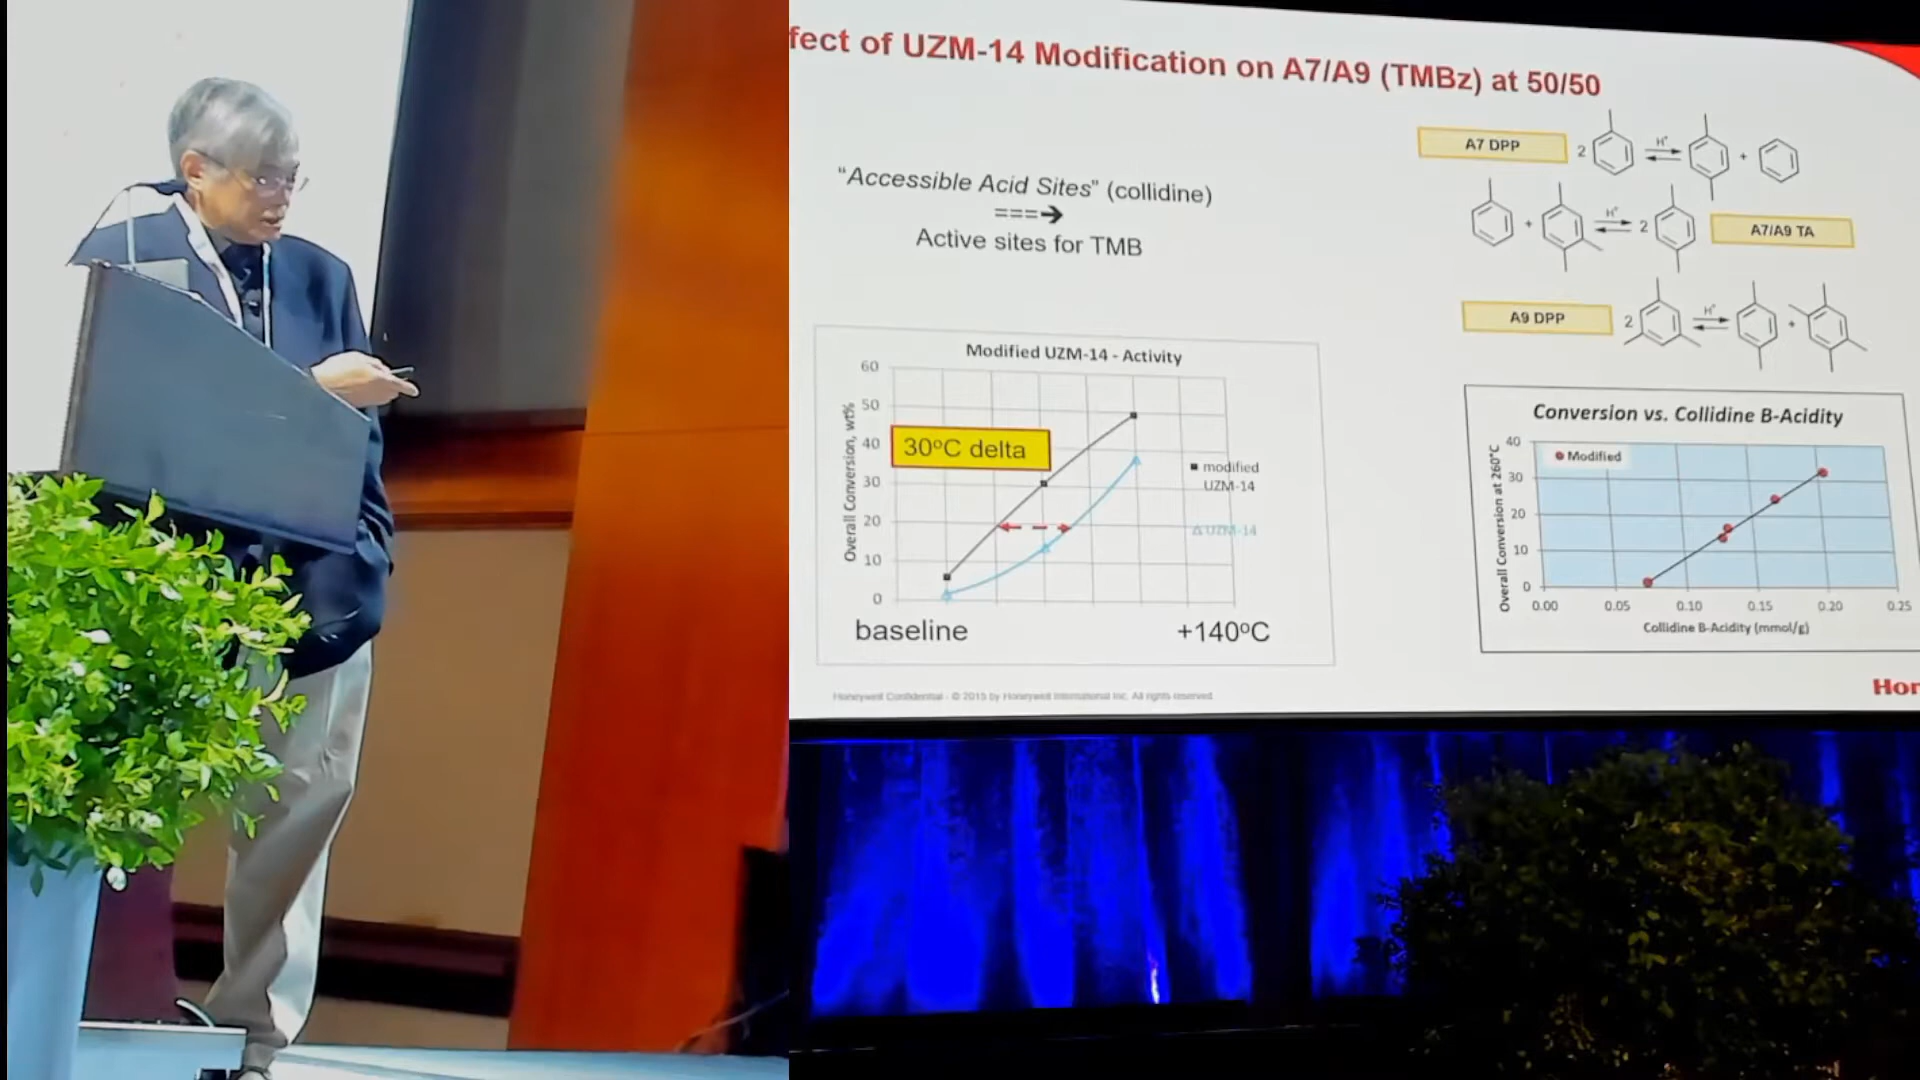 fect of UZM-14 Modification on A7/A9 (TMBz) at 50/50
"Accessible Acid Sites" (collidine)
===➔
Active sites for TMB
A7 DPP
2
H⁺
+
+
H⁺
2
A7/A9 TA
A9 DPP
2
H⁺
+
Modified UZM-14 - Activity
Overall Conversion, wt%
60
50
40
30
20
10
0
30°C delta
modified
UZM-14
UZM-14
baseline
+140°C
Conversion vs. Collidine B-Acidity
Overall Conversion at 260°C
40
30
20
10
0
Modified
0.00 0.05 0.10 0.15 0.20 0.25
Collidine B-Acidity (mmol/g)
Honeywell Confidential - © 2015 by Honeywell International Inc. All rights reserved.
Hon